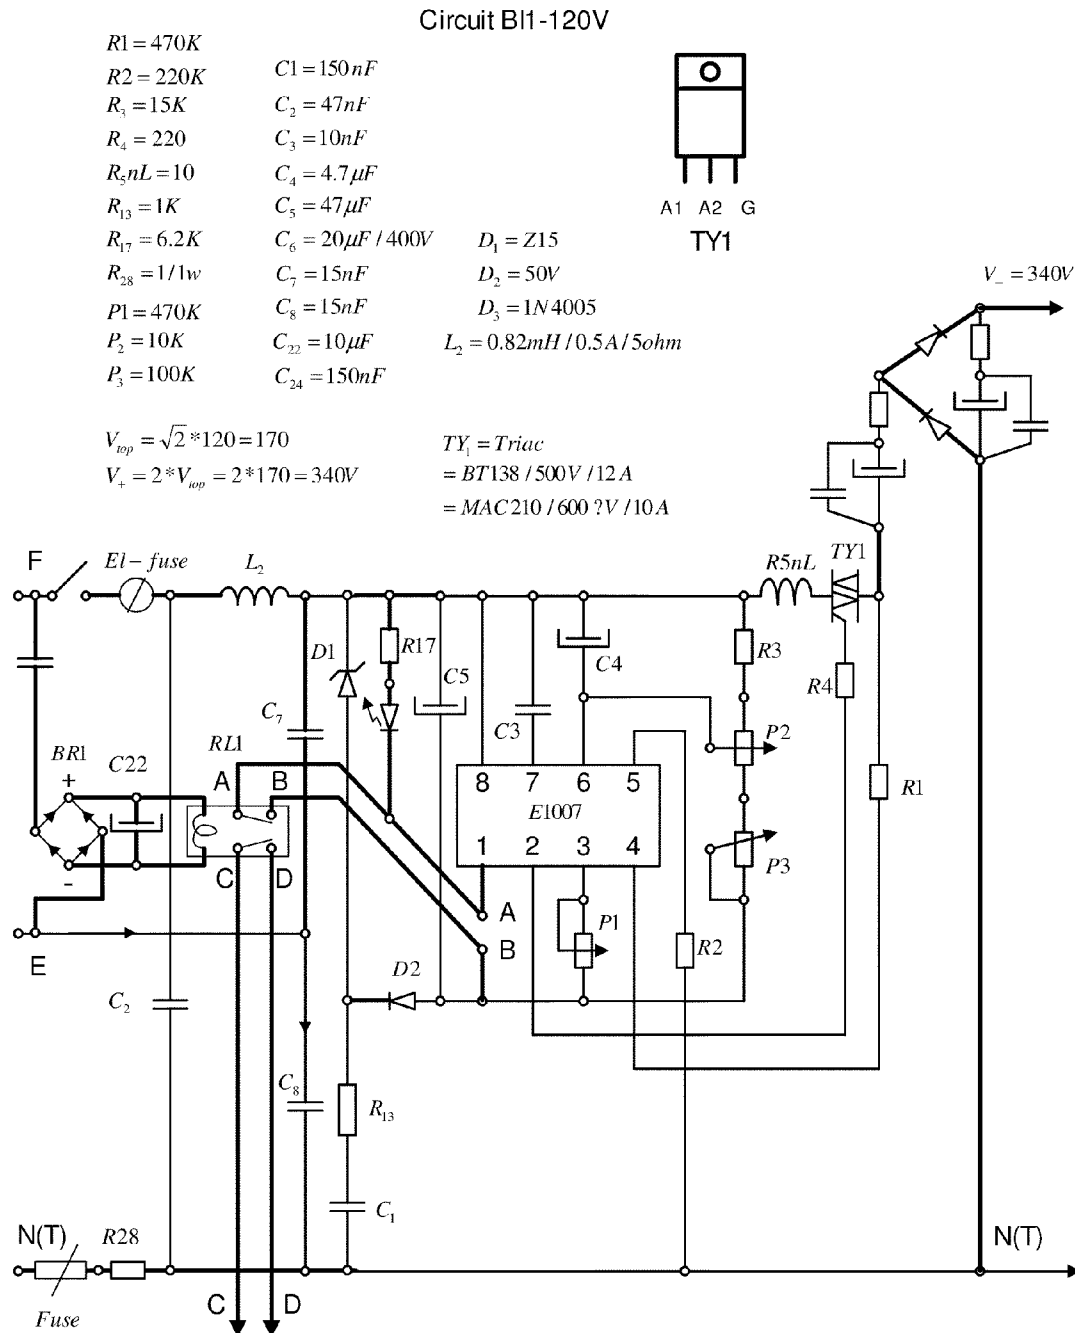 Circuit Bl1-120V
R1 = 470K
R2 = 220K
R₃ = 15K
R₄ = 220
R₅nL = 10
R₁₃ = 1K
R₁₇ = 6.2K
R₂₈ = 1/1w
P1 = 470K
P₂ = 10K
P₃ = 100K
C1 = 150nF
C₂ = 47nF
C₃ = 10nF
C₄ = 4.7μF
C₅ = 47μF
C₆ = 20μF / 400V
C₇ = 15nF
C₈ = 15nF
C₂₂ = 10μF
C₂₄ = 150nF
D₁ = Z15
D₂ = 50V
D₃ = 1N4005
L₂ = 0.82mH / 0.5A / 5ohm
A1 A2 G
TY1
V₋ = 340V
V_top = √2 * 120 = 170
V₊ = 2 * V_top = 2 * 170 = 340V
TY₁ = Triac
= BT138 / 500V / 12A
= MAC210 / 600 ?V / 10A
F
El – fuse
L₂
R5nL
TY1
D1
R17
C5
C4
R3
R4
C₇
C3
P2
BR1
C22
RL1
A B
+
-
8 7 6 5
E1007
1 2 3 4
R1
P3
C D
A
P1
B
R2
E
D2
C₂
C₈
R₁₃
C₁
N(T)
R28
N(T)
Fuse
C D